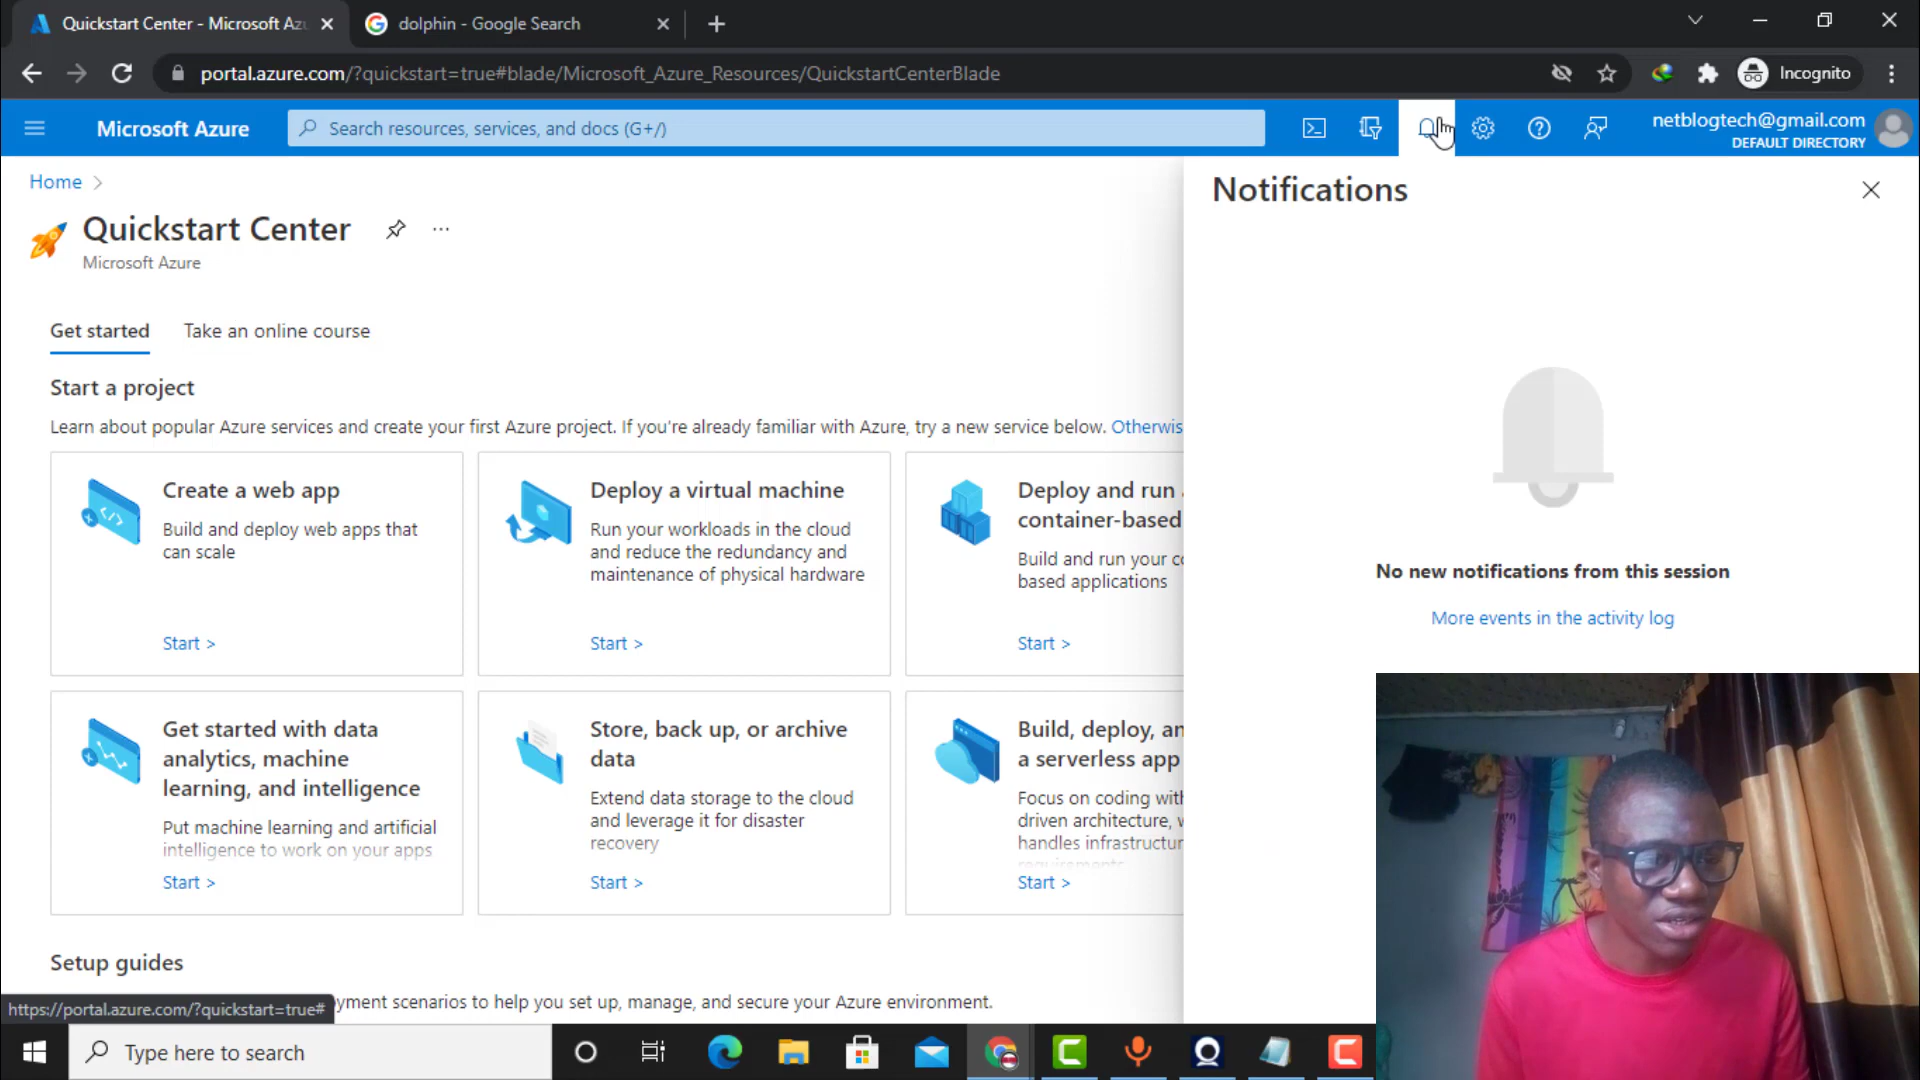 Quickstart Center - Microsoft Azu
dolphin - Google Search
portal.azure.com/?quickstart=true#blade/Microsoft_Azure_Resources/QuickstartCenterBlade
Incognito
Microsoft Azure
Search resources, services, and docs (G+/)
netblogtech@gmail.com
DEFAULT DIRECTORY
Home
Quickstart Center
Microsoft Azure
Notifications
Get started
Take an online course
Start a project
Learn about popular Azure services and create your first Azure project. If you're already familiar with Azure, try a new service below. Otherwis
Create a web app
Build and deploy web apps that
can scale
Start >
Deploy a virtual machine
Run your workloads in the cloud
and reduce the redundancy and
maintenance of physical hardware
Start >
Deploy and run
container-based
Build and run your co
based applications
Start >
No new notifications from this session
More events in the activity log
Get started with data
analytics, machine
learning, and intelligence
Put machine learning and artificial
intelligence to work on your apps
Start >
Store, back up, or archive
data
Extend data storage to the cloud
and leverage it for disaster
recovery
Start >
Build, deploy, an
a serverless app
Focus on coding with
driven architecture, w
handles infrastructur
requirements
Start >
Setup guides
yment scenarios to help you set up, manage, and secure your Azure environment.
https://portal.azure.com/?quickstart=true#
Type here to search